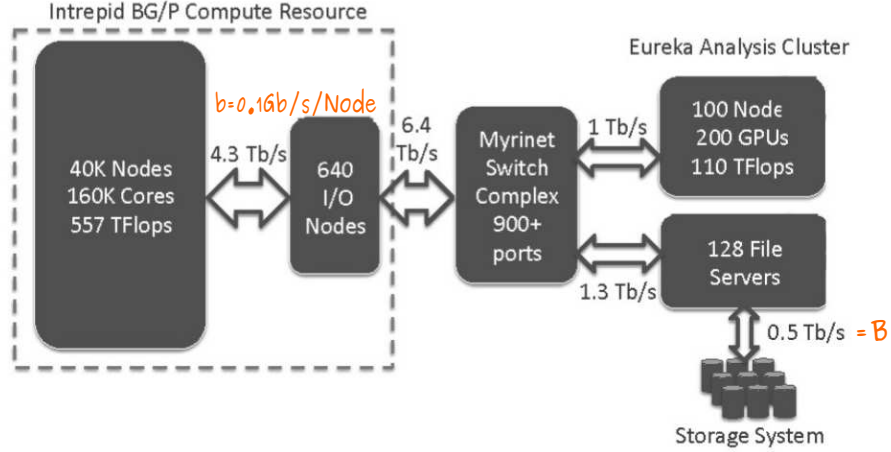 Intrepid BG/P Compute Resource
Eureka Analysis Cluster
b=0.1Gb/s/Node
40K Nodes
160K Cores
557 TFlops
4.3 Tb/s
640
I/O
Nodes
6.4
Tb/s
Myrinet
Switch
Complex
900+
ports
1 Tb/s
100 Node
200 GPUs
110 TFlops
1.3 Tb/s
128 File
Servers
0.5 Tb/s = B
Storage System